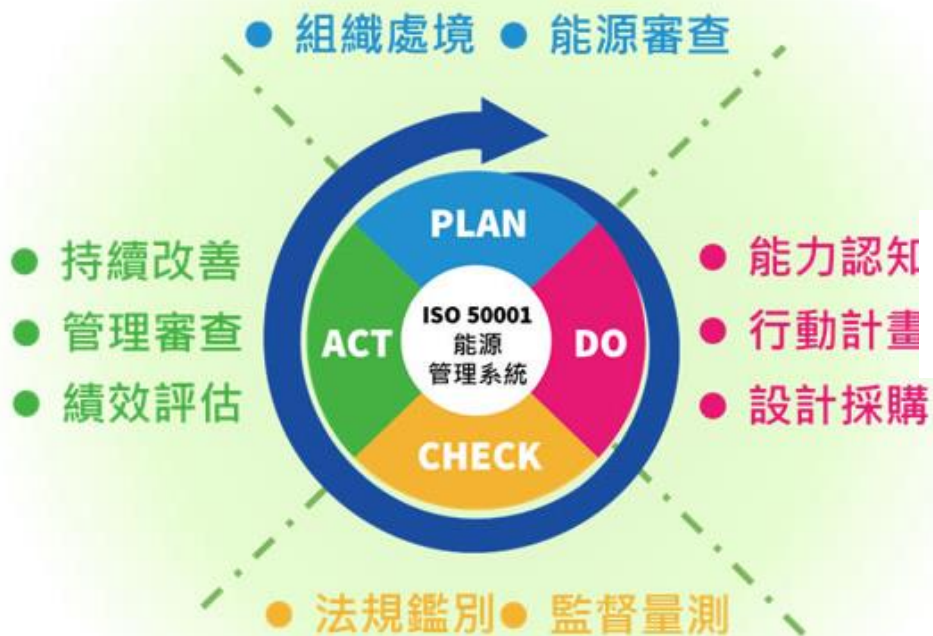 ● 組織處境 ● 能源審查
PLAN
● 持續改善
● 管理審查
● 績效評估
ACT
ISO 50001
能源
管理系統
DO
● 能力認知
● 行動計畫
● 設計採購
CHECK
● 法規鑑別 ● 監督量測